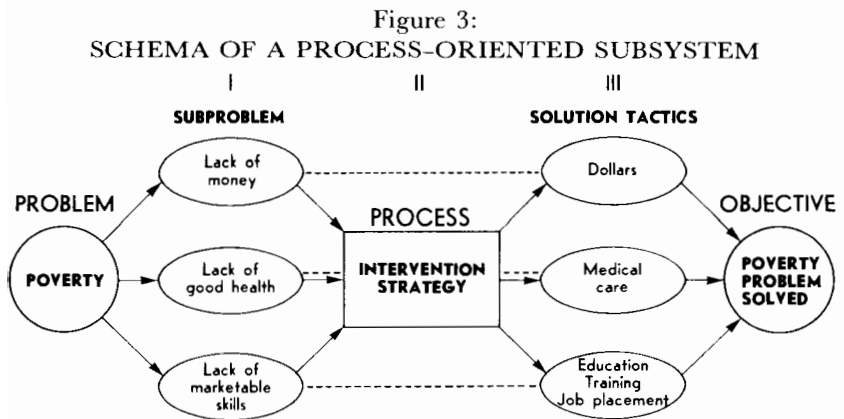 Figure 3:
SCHEMA OF A PROCESS-ORIENTED SUBSYSTEM
I II III
SUBPROBLEM SOLUTION TACTICS
Lack of
money
Dollars
PROBLEM PROCESS OBJECTIVE
POVERTY
Lack of
good health
INTERVENTION
STRATEGY
Medical
care
POVERTY
PROBLEM
SOLVED
Lack of
marketable
skills
Education
Training
Job placement